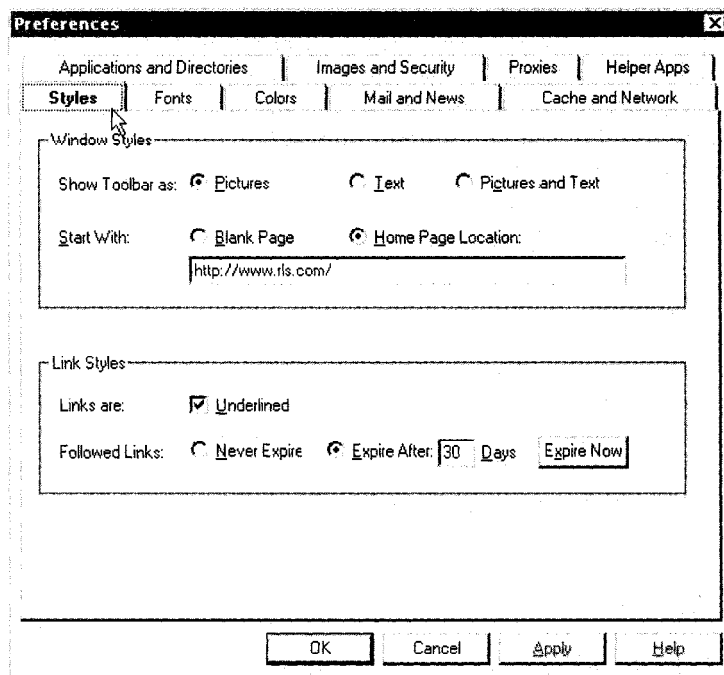 Preferences
Applications and Directories Images and Security Proxies Helper Apps
Styles Fonts Colors Mail and News Cache and Network
Window Styles
Show Toolbar as: Pictures Text Pictures and Text
Start With: Blank Page Home Page Location:
http://www.rls.com/
Link Styles
Links are: Underlined
Followed Links: Never Expire Expire After: 30 Days Expire Now
OK Cancel Apply Help